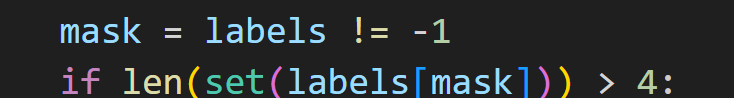 mask = labels != -1
if len(set(labels[mask])) > 4: